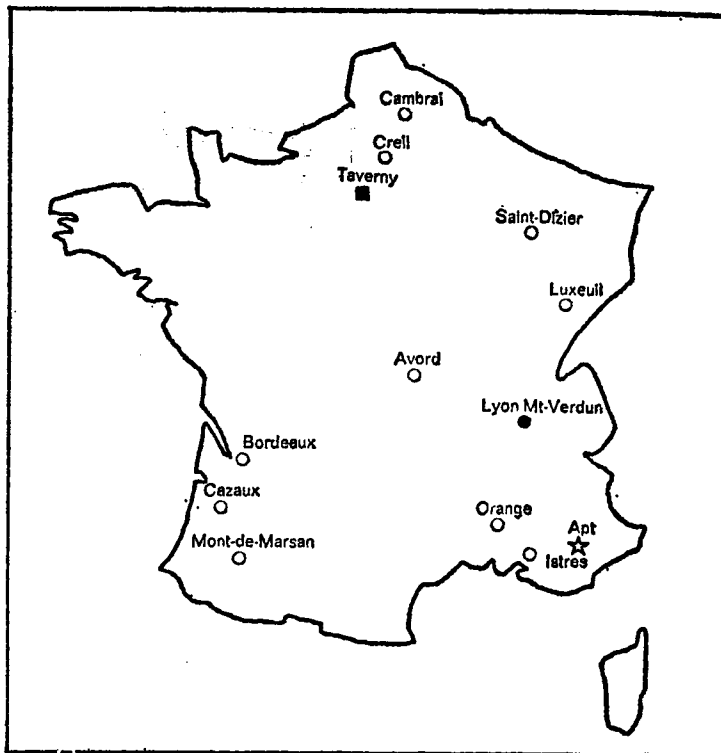 Cambrai
Creil
Taverny
Saint-Dizier
Luxeuil
Avord
Lyon Mt-Verdun
Bordeaux
Cazaux
Orange
Apt
Mont-de-Marsan
Istres